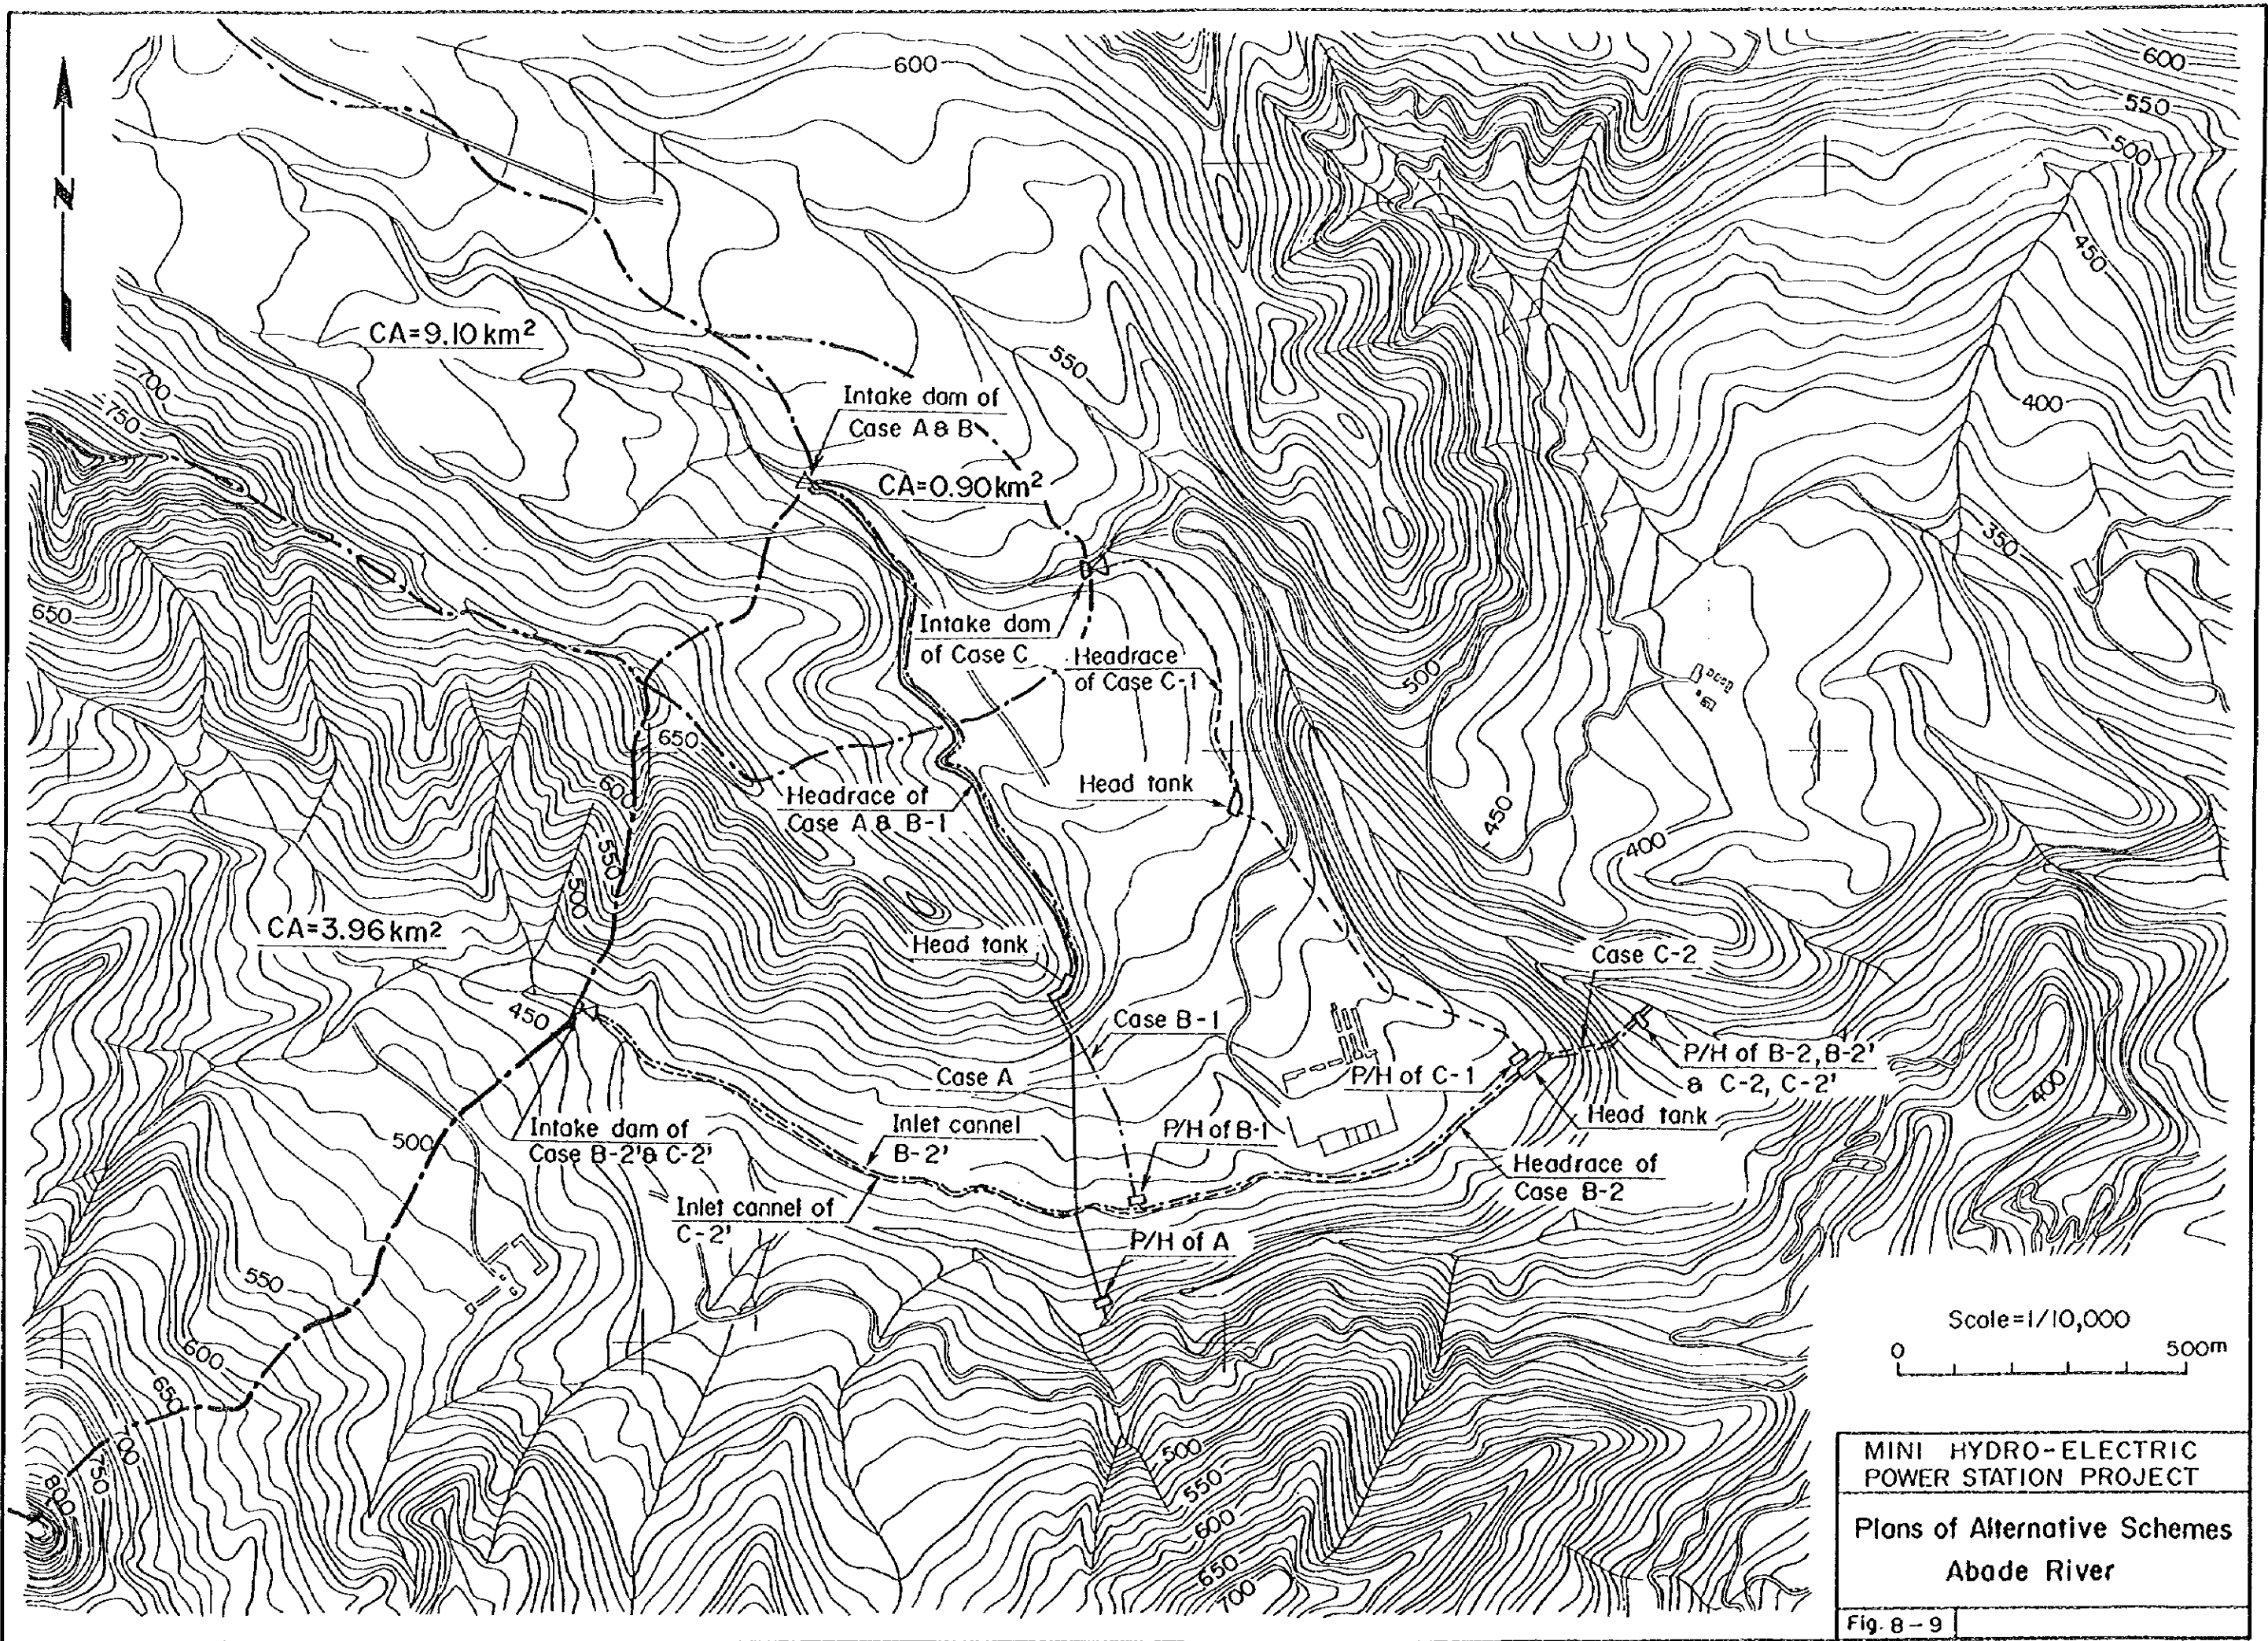 600
600
550
500
N
450
CA=9.10 km²
550
700
750
400
Intake dam of
Case A & B
CA=0.90 km²
350
650
Intake dam
of Case C
Headrace
of Case C-1
500
650
Head tank
600
Headrace of
Case A & B-1
450
550
400
500
CA=3.96 km²
Head tank
Case C-2
450
Case B-1
P/H of B-2, B-2'
& C-2, C-2'
Case A
P/H of C-1
400
Head tank
500
Intake dam of
Case B-2' & C-2'
Inlet cannel
B-2'
P/H of B-1
Headrace of
Case B-2
Inlet cannel of
C-2'
P/H of A
550
Scale=1/10,000
0 500m
600
650
700
750
800
500
550
600
650
700
MINI HYDRO-ELECTRIC
POWER STATION PROJECT
Plans of Alternative Schemes
Abade River
Fig. 8-9